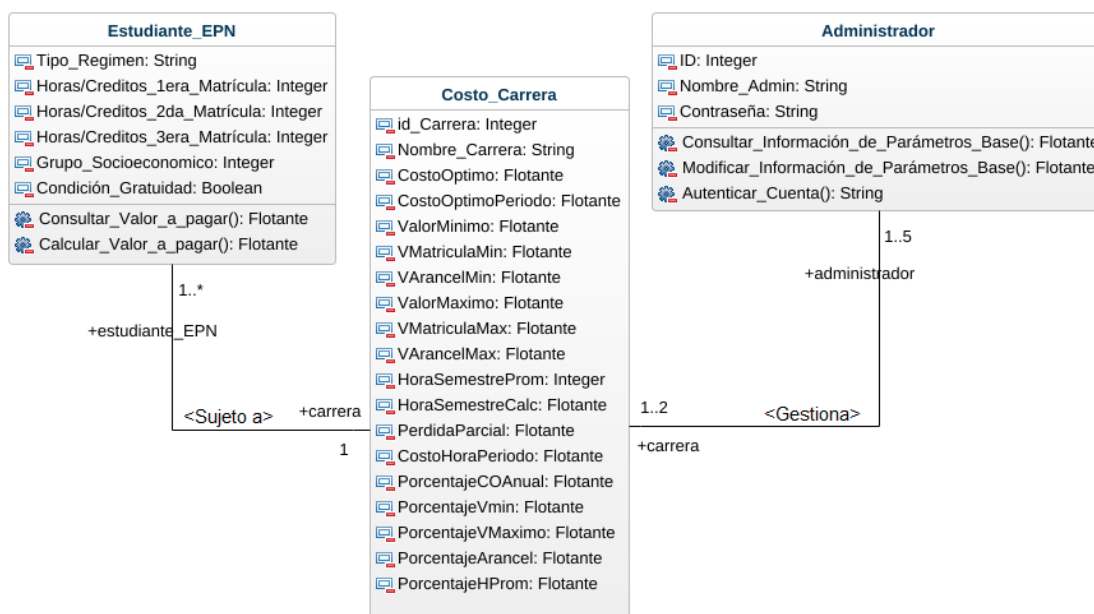 Estudiante_EPN
Tipo_Regimen: String
Horas/Creditos_1era_Matrícula: Integer
Horas/Creditos_2da_Matrícula: Integer
Horas/Creditos_3era_Matrícula: Integer
Grupo_Socioeconomico: Integer
Condición_Gratuidad: Boolean
Consultar_Valor_a_pagar(): Flotante
Calcular_Valor_a_pagar(): Flotante
1..*
+estudiante_EPN
<Sujeto a>
+carrera
1
Costo_Carrera
id_Carrera: Integer
Nombre_Carrera: String
CostoOptimo: Flotante
CostoOptimoPeriodo: Flotante
ValorMinimo: Flotante
VMatriculaMin: Flotante
VArancelMin: Flotante
ValorMaximo: Flotante
VMatriculaMax: Flotante
VArancelMax: Flotante
HoraSemestreProm: Integer
HoraSemestreCalc: Flotante
PerdidaParcial: Flotante
CostoHoraPeriodo: Flotante
PorcentajeCOAnual: Flotante
PorcentajeVmin: Flotante
PorcentajeVMaximo: Flotante
PorcentajeArancel: Flotante
PorcentajeHProm: Flotante
Administrador
ID: Integer
Nombre_Admin: String
Contraseña: String
Consultar_Información_de_Parámetros_Base(): Flotante
Modificar_Información_de_Parámetros_Base(): Flotante
Autenticar_Cuenta(): String
1..5
+administrador
1..2
<Gestiona>
+carrera